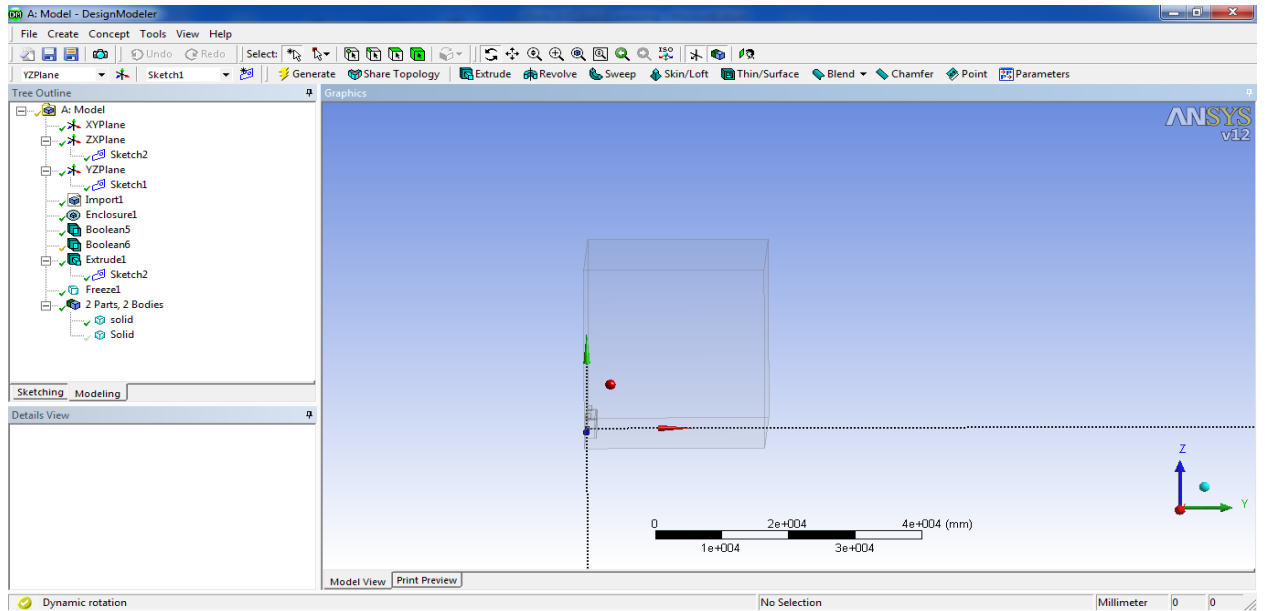 A: Model - DesignModeler
File Create Concept Tools View Help
Undo Redo Select: ISO
YZPlane Sketch1 Generate Share Topology Extrude Revolve Sweep Skin/Loft Thin/Surface Blend Chamfer Point Parameters
Tree Outline
A: Model
XYPlane
ZXPlane
Sketch2
YZPlane
Sketch1
Import1
Enclosure1
Boolean5
Boolean6
Extrude1
Sketch2
Freeze1
2 Parts, 2 Bodies
solid
Solid
Sketching Modeling
Details View
Graphics
ANSYS
v12
Z
Y
0 2e+004 4e+004 (mm)
1e+004 3e+004
Model View Print Preview
Dynamic rotation No Selection Millimeter 0 0